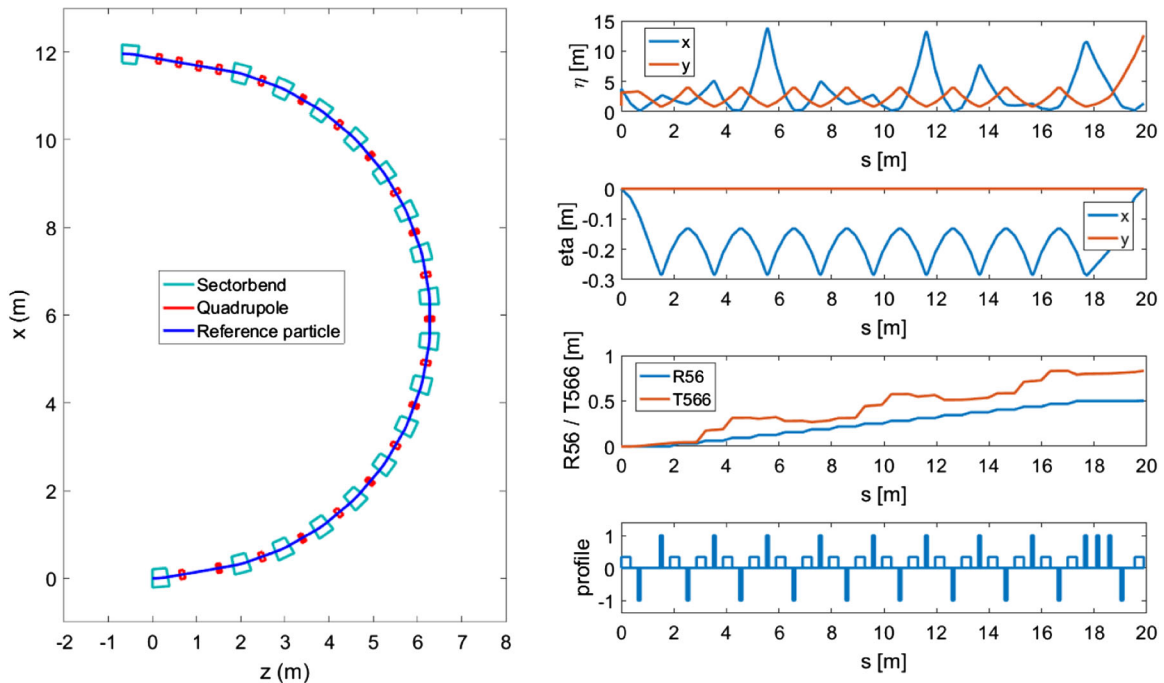 12
10
8
6
4
2
0
x (m)
-2 -1 0 1 2 3 4 5 6 7 8
z (m)
Sectorbend
Quadrupole
Reference particle
15
10
5
0
η [m]
x
y
0 2 4 6 8 10 12 14 16 18 20
s [m]
0
-0.1
-0.2
-0.3
eta [m]
x
y
0 2 4 6 8 10 12 14 16 18 20
s [m]
1
0.5
0
R56 / T566 [m]
R56
T566
0 2 4 6 8 10 12 14 16 18 20
s [m]
1
0
-1
profile
0 2 4 6 8 10 12 14 16 18 20
s [m]